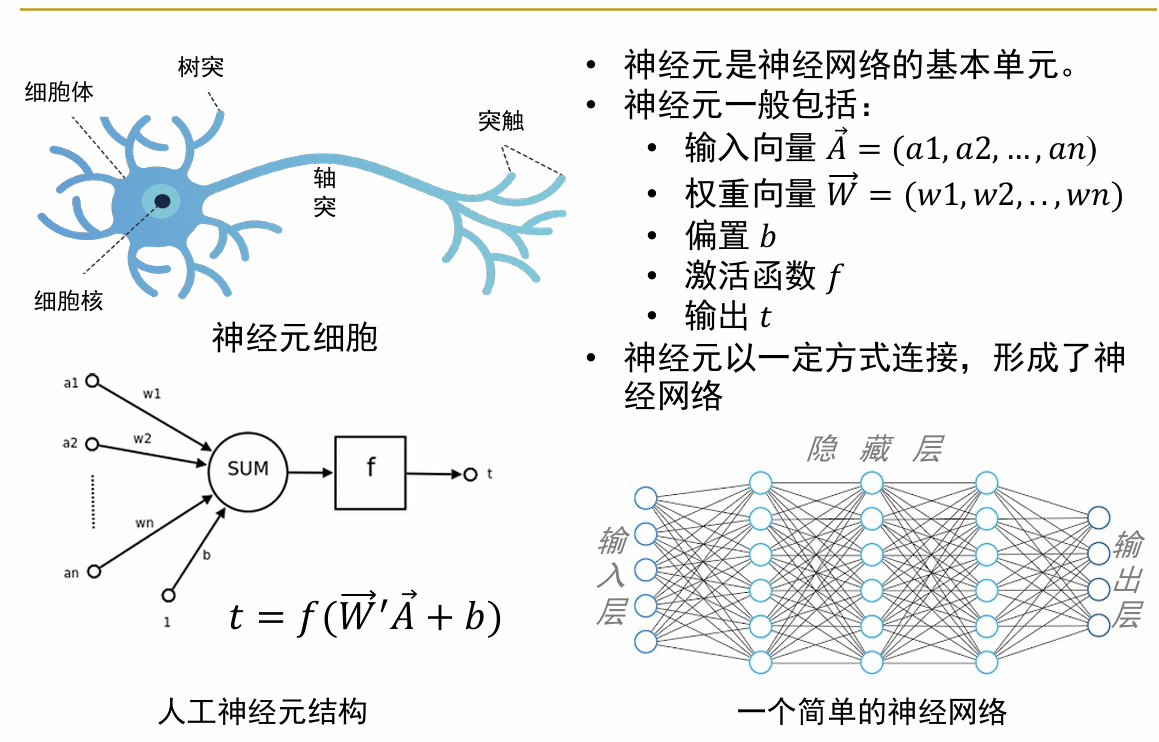 树突
细胞体
突触
轴
突
细胞核
神经元细胞
a1
w1
a2
w2
SUM
f
t
wn
an
b
1
t = f(W⃗′A⃗ + b)
人工神经元结构
• 神经元是神经网络的基本单元。
• 神经元一般包括：
• 输入向量 A⃗ = (a1, a2, ..., an)
• 权重向量 W⃗ = (w1, w2, . . , wn)
• 偏置 b
• 激活函数 f
• 输出 t
• 神经元以一定方式连接，形成了神
经网络
隐 藏 层
输
入
层
输
出
层
一个简单的神经网络